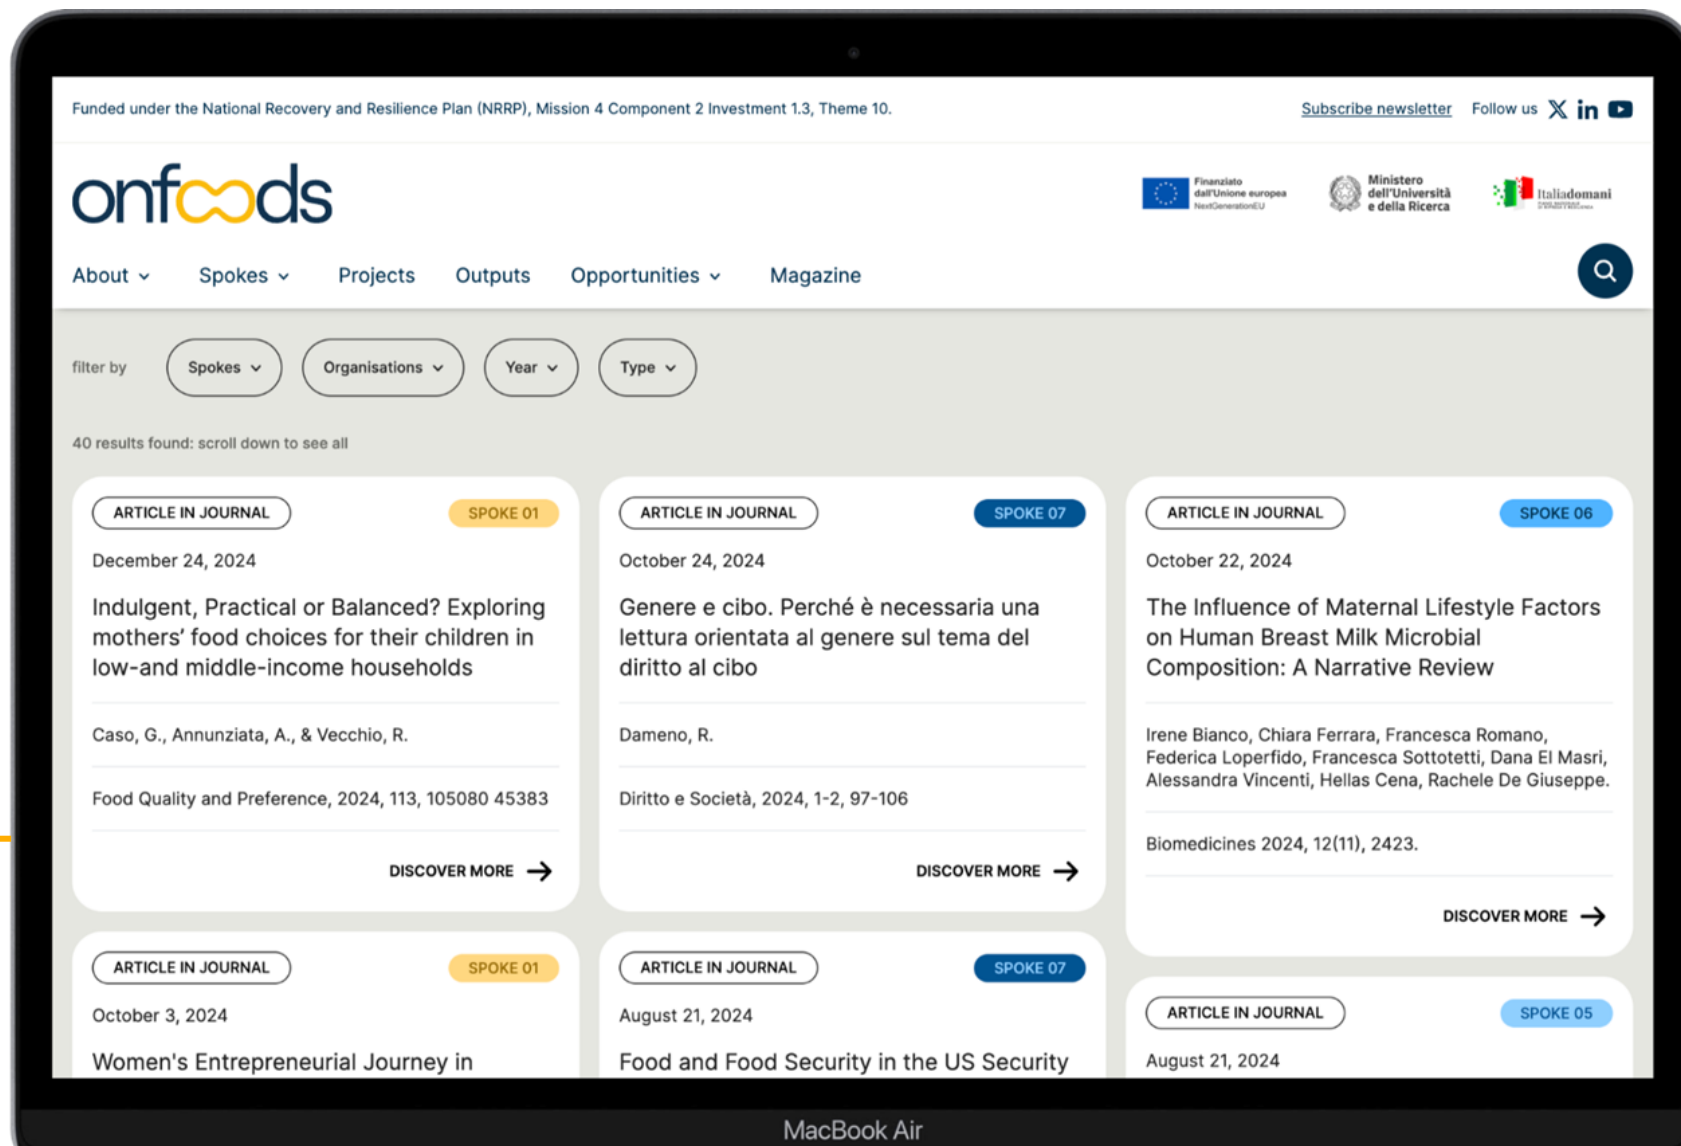 Funded under the National Recovery and Resilience Plan (NRRP), Mission 4 Component 2 Investment 1.3, Theme 10.
Subscribe newsletter Follow us
onfoods
Finanziato
dall'Unione europea
NextGenerationEU
Ministero
dell'Università
e della Ricerca
Italiadomani
About Spokes Projects Outputs Opportunities Magazine
filter by Spokes Organisations Year Type
40 results found: scroll down to see all
ARTICLE IN JOURNAL SPOKE 01
December 24, 2024
Indulgent, Practical or Balanced? Exploring
mothers' food choices for their children in
low-and middle-income households
Caso, G., Annunziata, A., & Vecchio, R.
Food Quality and Preference, 2024, 113, 105080 45383
DISCOVER MORE
ARTICLE IN JOURNAL SPOKE 07
October 24, 2024
Genere e cibo. Perché è necessaria una
lettura orientata al genere sul tema del
diritto al cibo
Dameno, R.
Diritto e Società, 2024, 1-2, 97-106
DISCOVER MORE
ARTICLE IN JOURNAL SPOKE 06
October 22, 2024
The Influence of Maternal Lifestyle Factors
on Human Breast Milk Microbial
Composition: A Narrative Review
Irene Bianco, Chiara Ferrara, Francesca Romano,
Federica Loperfido, Francesca Sottotetti, Dana El Masri,
Alessandra Vincenti, Hellas Cena, Rachele De Giuseppe.
Biomedicines 2024, 12(11), 2423.
DISCOVER MORE
ARTICLE IN JOURNAL SPOKE 01
October 3, 2024
Women's Entrepreneurial Journey in
ARTICLE IN JOURNAL SPOKE 07
August 21, 2024
Food and Food Security in the US Security
ARTICLE IN JOURNAL SPOKE 05
August 21, 2024
MacBook Air